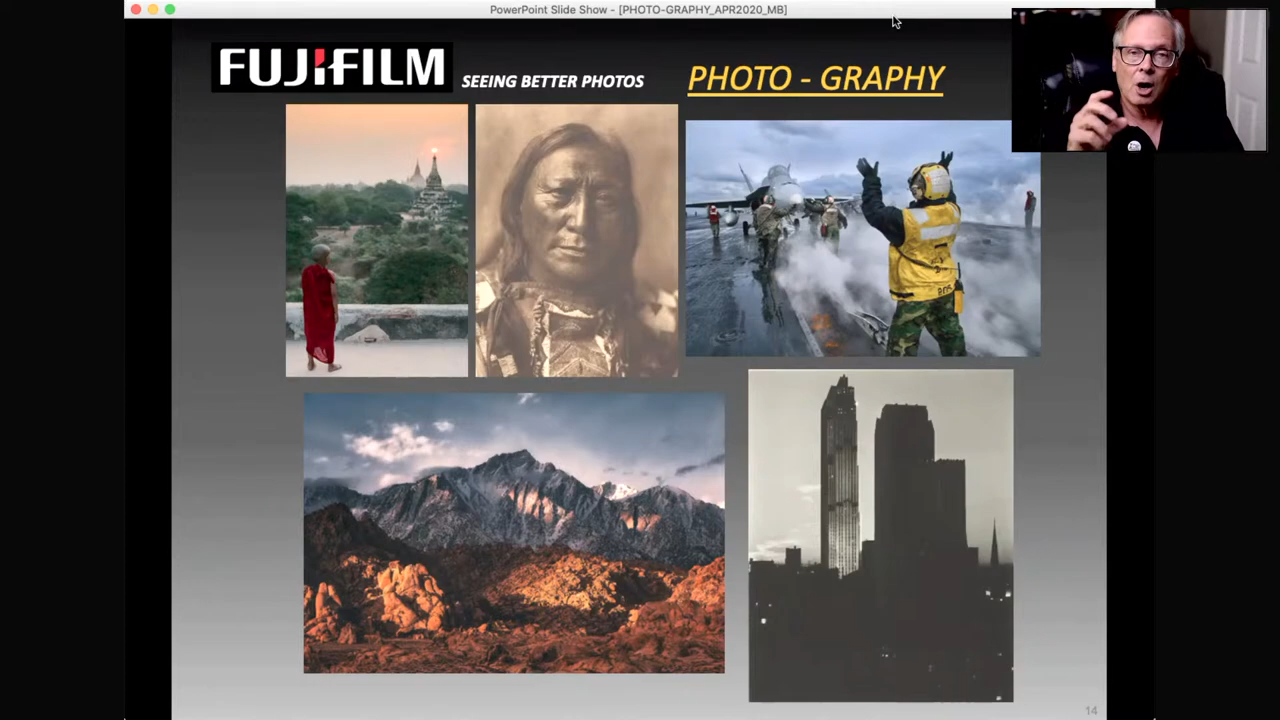 PowerPoint Slide Show - [PHOTO-GRAPHY_APR2020_MB]
FUJIFILM SEEING BETTER PHOTOS PHOTO - GRAPHY
14